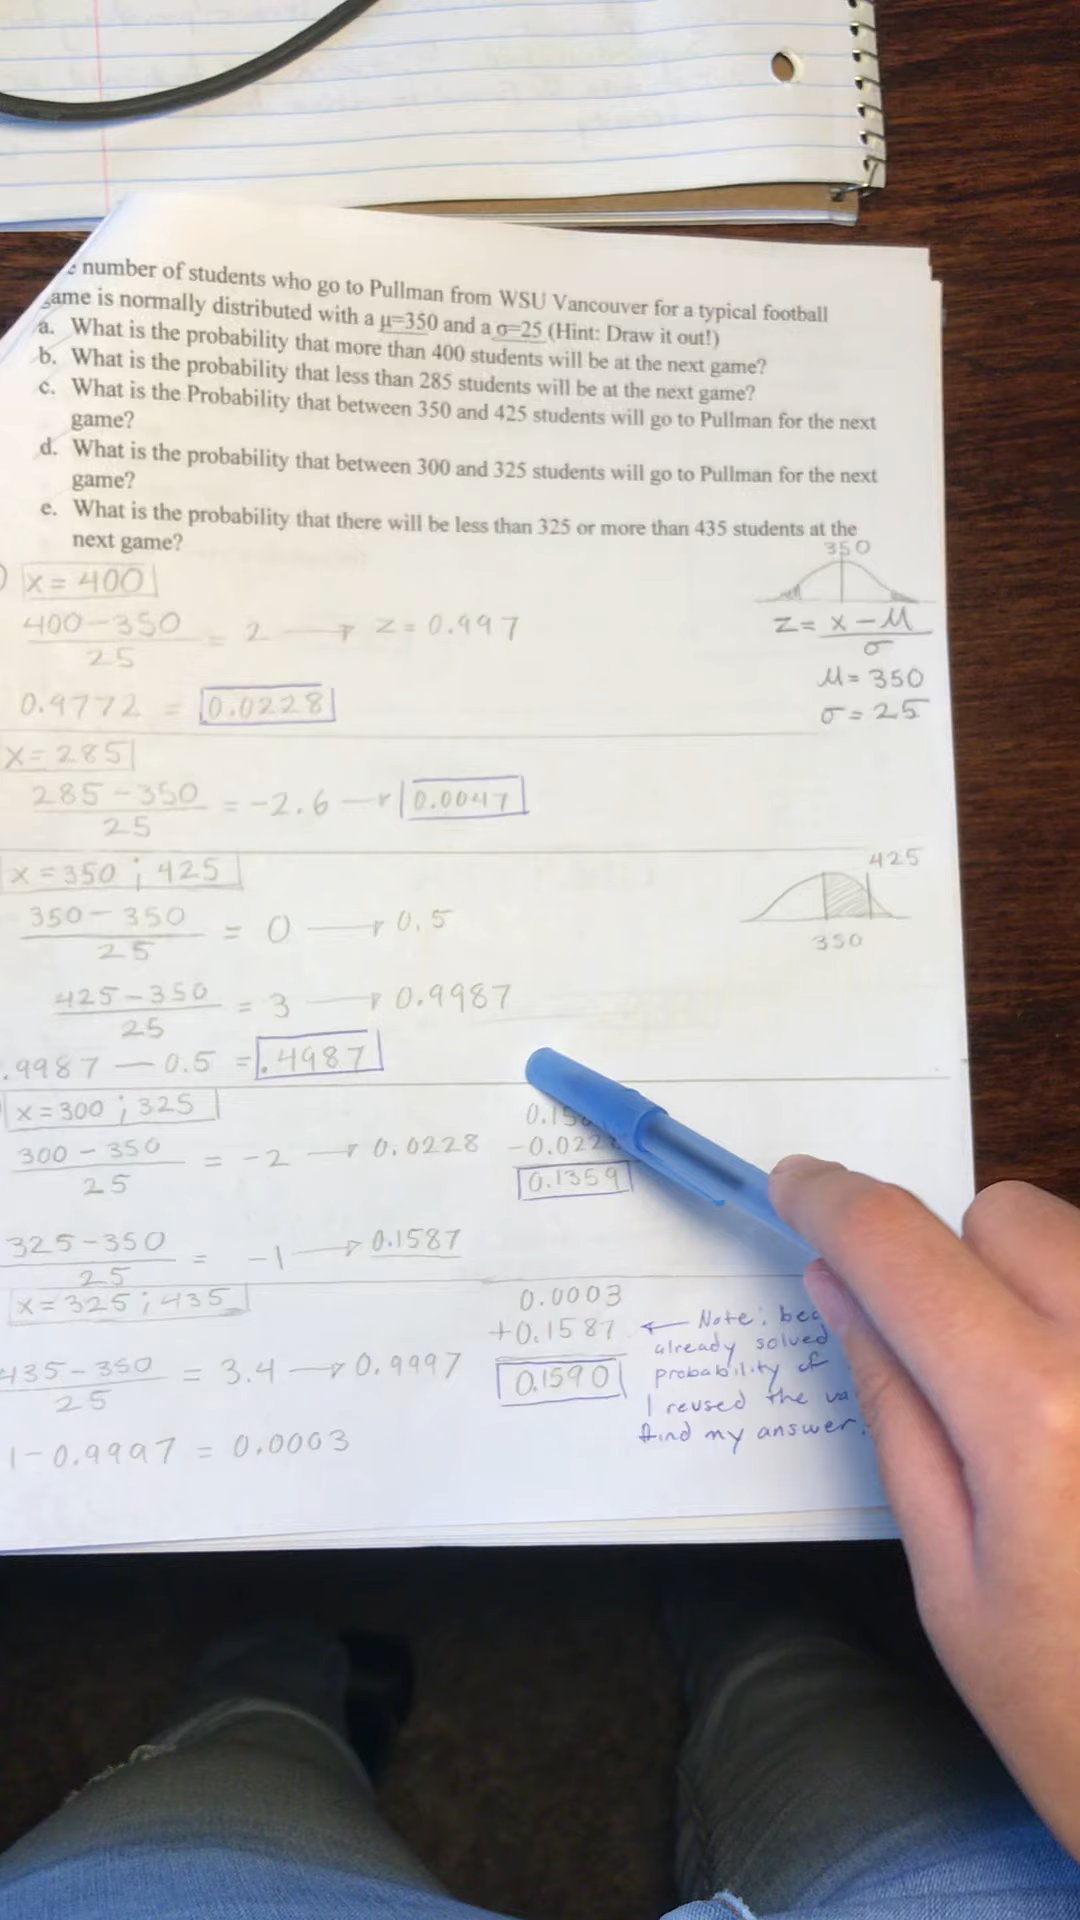 number of students who go to Pullman from WSU Vancouver for a typical football
game is normally distributed with a μ=350 and a σ=25 (Hint: Draw it out!)
a. What is the probability that more than 400 students will be at the next game?
b. What is the probability that less than 285 students will be at the next game?
c. What is the Probability that between 350 and 425 students will go to Pullman for the next
game?
d. What is the probability that between 300 and 325 students will go to Pullman for the next
game?
e. What is the probability that there will be less than 325 or more than 435 students at the
next game?
350
x = 400
400-350
25
= 2 → z = 0.997
z = x - μ
σ
μ = 350
σ = 25
0.9772 = 0.0228
x = 285
285-350
25
= -2.6 → 0.0047
x = 350 ; 425
425
350
350-350
25
= 0 → 0.5
425-350
25
= 3 → 0.9987
.9987 - 0.5 = .4987
x = 300 ; 325
300-350
25
= -2 → 0.0228
-0.022
0.1359
325-350
25
= -1 → 0.1587
x = 325 ; 435
435-350
25
= 3.4 → 0.9997
0.0003
+0.1587
0.1590
1-0.9997 = 0.0003
← Note:
already solved
probability of
I reused the
find my answer.